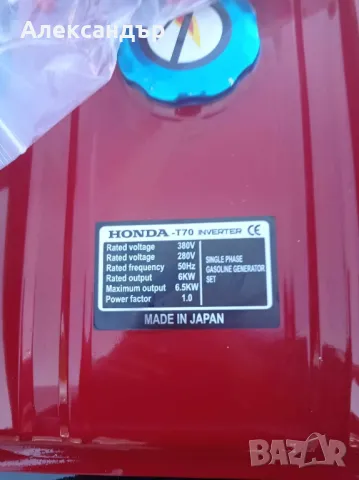 Александър
HONDA -T70 INVERTER CE
Rated voltage 380V
Rated voltage 280V
Rated frequency 50Hz
Rated output 6KW
Maximum output 6.5KW
Power factor 1.0
SINGLE PHASE
GASOLINE GENERATOR
SET
MADE IN JAPAN
BAZAR